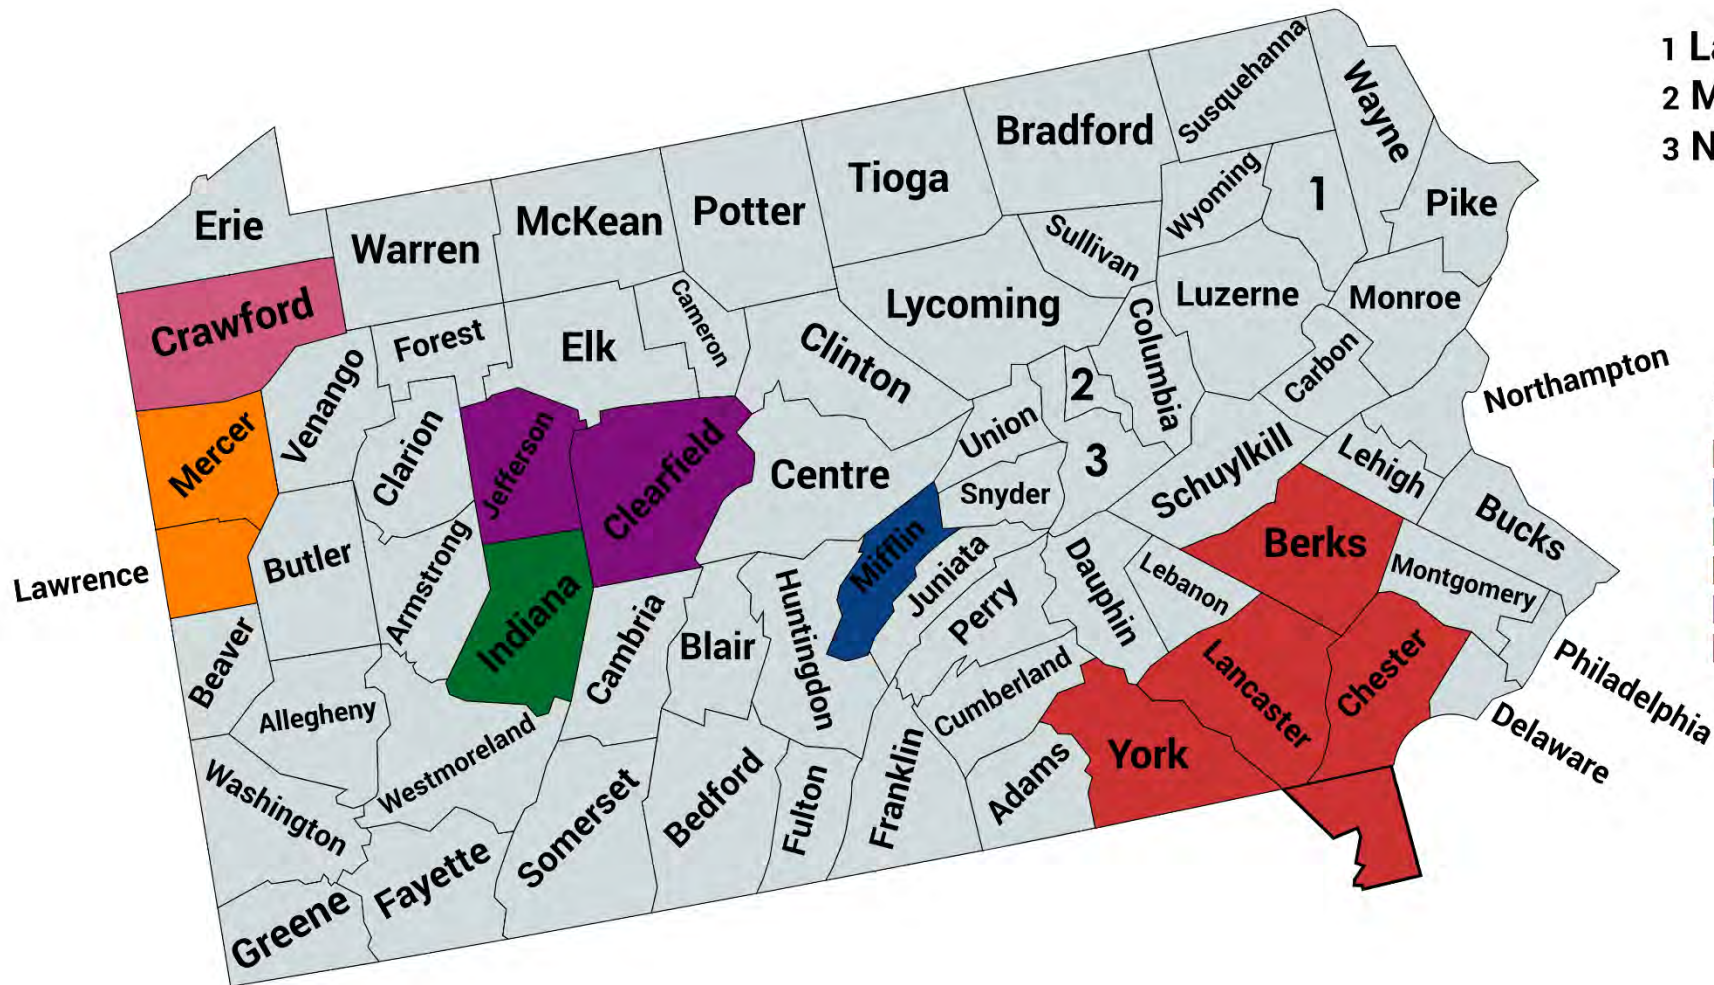 1 La
2 M
3 N
Susquehanna
Wayne
Bradford
Tioga
Wyoming
1
Pike
Erie
Warren
McKean
Potter
Sullivan
Crawford
Forest
Elk
Cameron
Clinton
Lycoming
Columbia
Luzerne
Monroe
Venango
2
Carbon
Northampton
Mercer
Clarion
Jefferson
Clearfield
Centre
Union
3
Snyder
Schuylkill
Lehigh
Bucks
Lawrence
Butler
Armstrong
Indiana
Mifflin
Juniata
Dauphin
Lebanon
Berks
Montgomery
Beaver
Allegheny
Cambria
Blair
Huntingdon
Perry
Cumberland
Lancaster
Chester
Philadelphia
Delaware
Washington
Westmoreland
Somerset
Bedford
Fulton
Franklin
Adams
York
Greene
Fayette